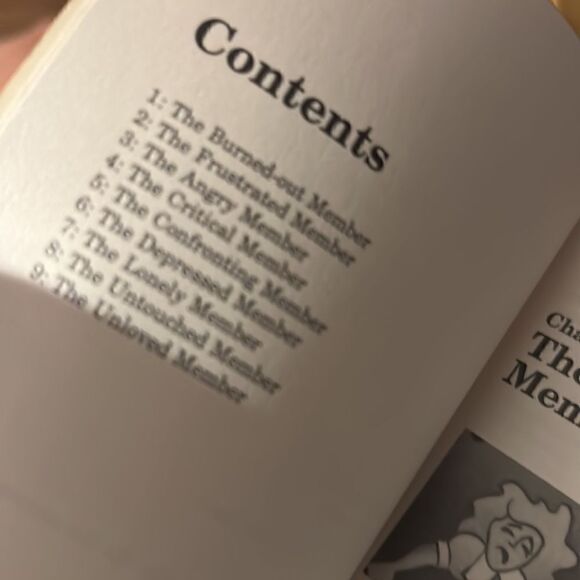 Contents
1: The Burned-out Member
2: The Frustrated Member
3: The Angry Member
4: The Critical Member
5: The Confronting Member
6: The Depressed Member
7: The Lonely Member
8: The Untouched Member
9: The Unloved Member
The